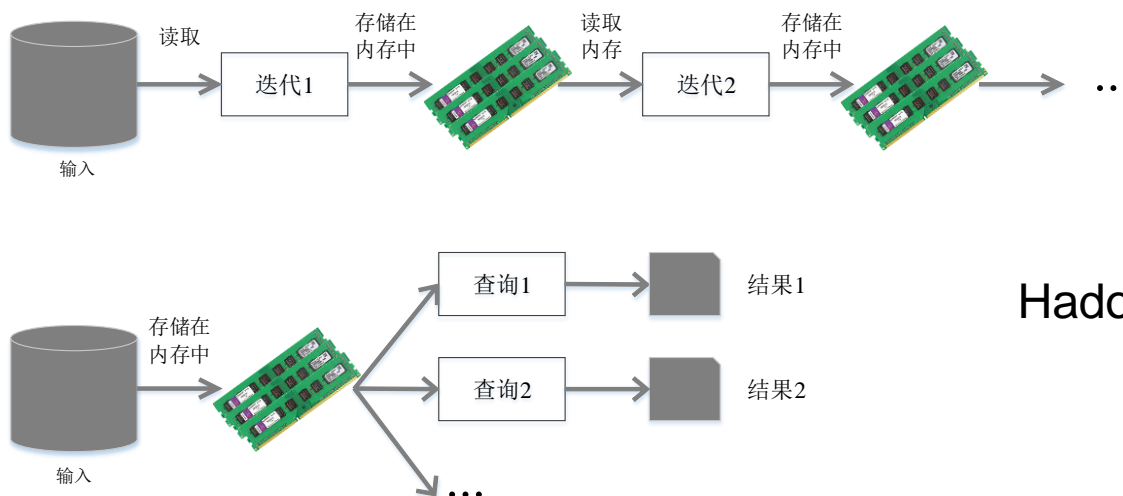 读取
存储在
内存中
读取
内存
存储在
内存中
迭代1
迭代2
..
输入
查询1
结果1
Hado
存储在
内存中
查询2
结果2
输入
...